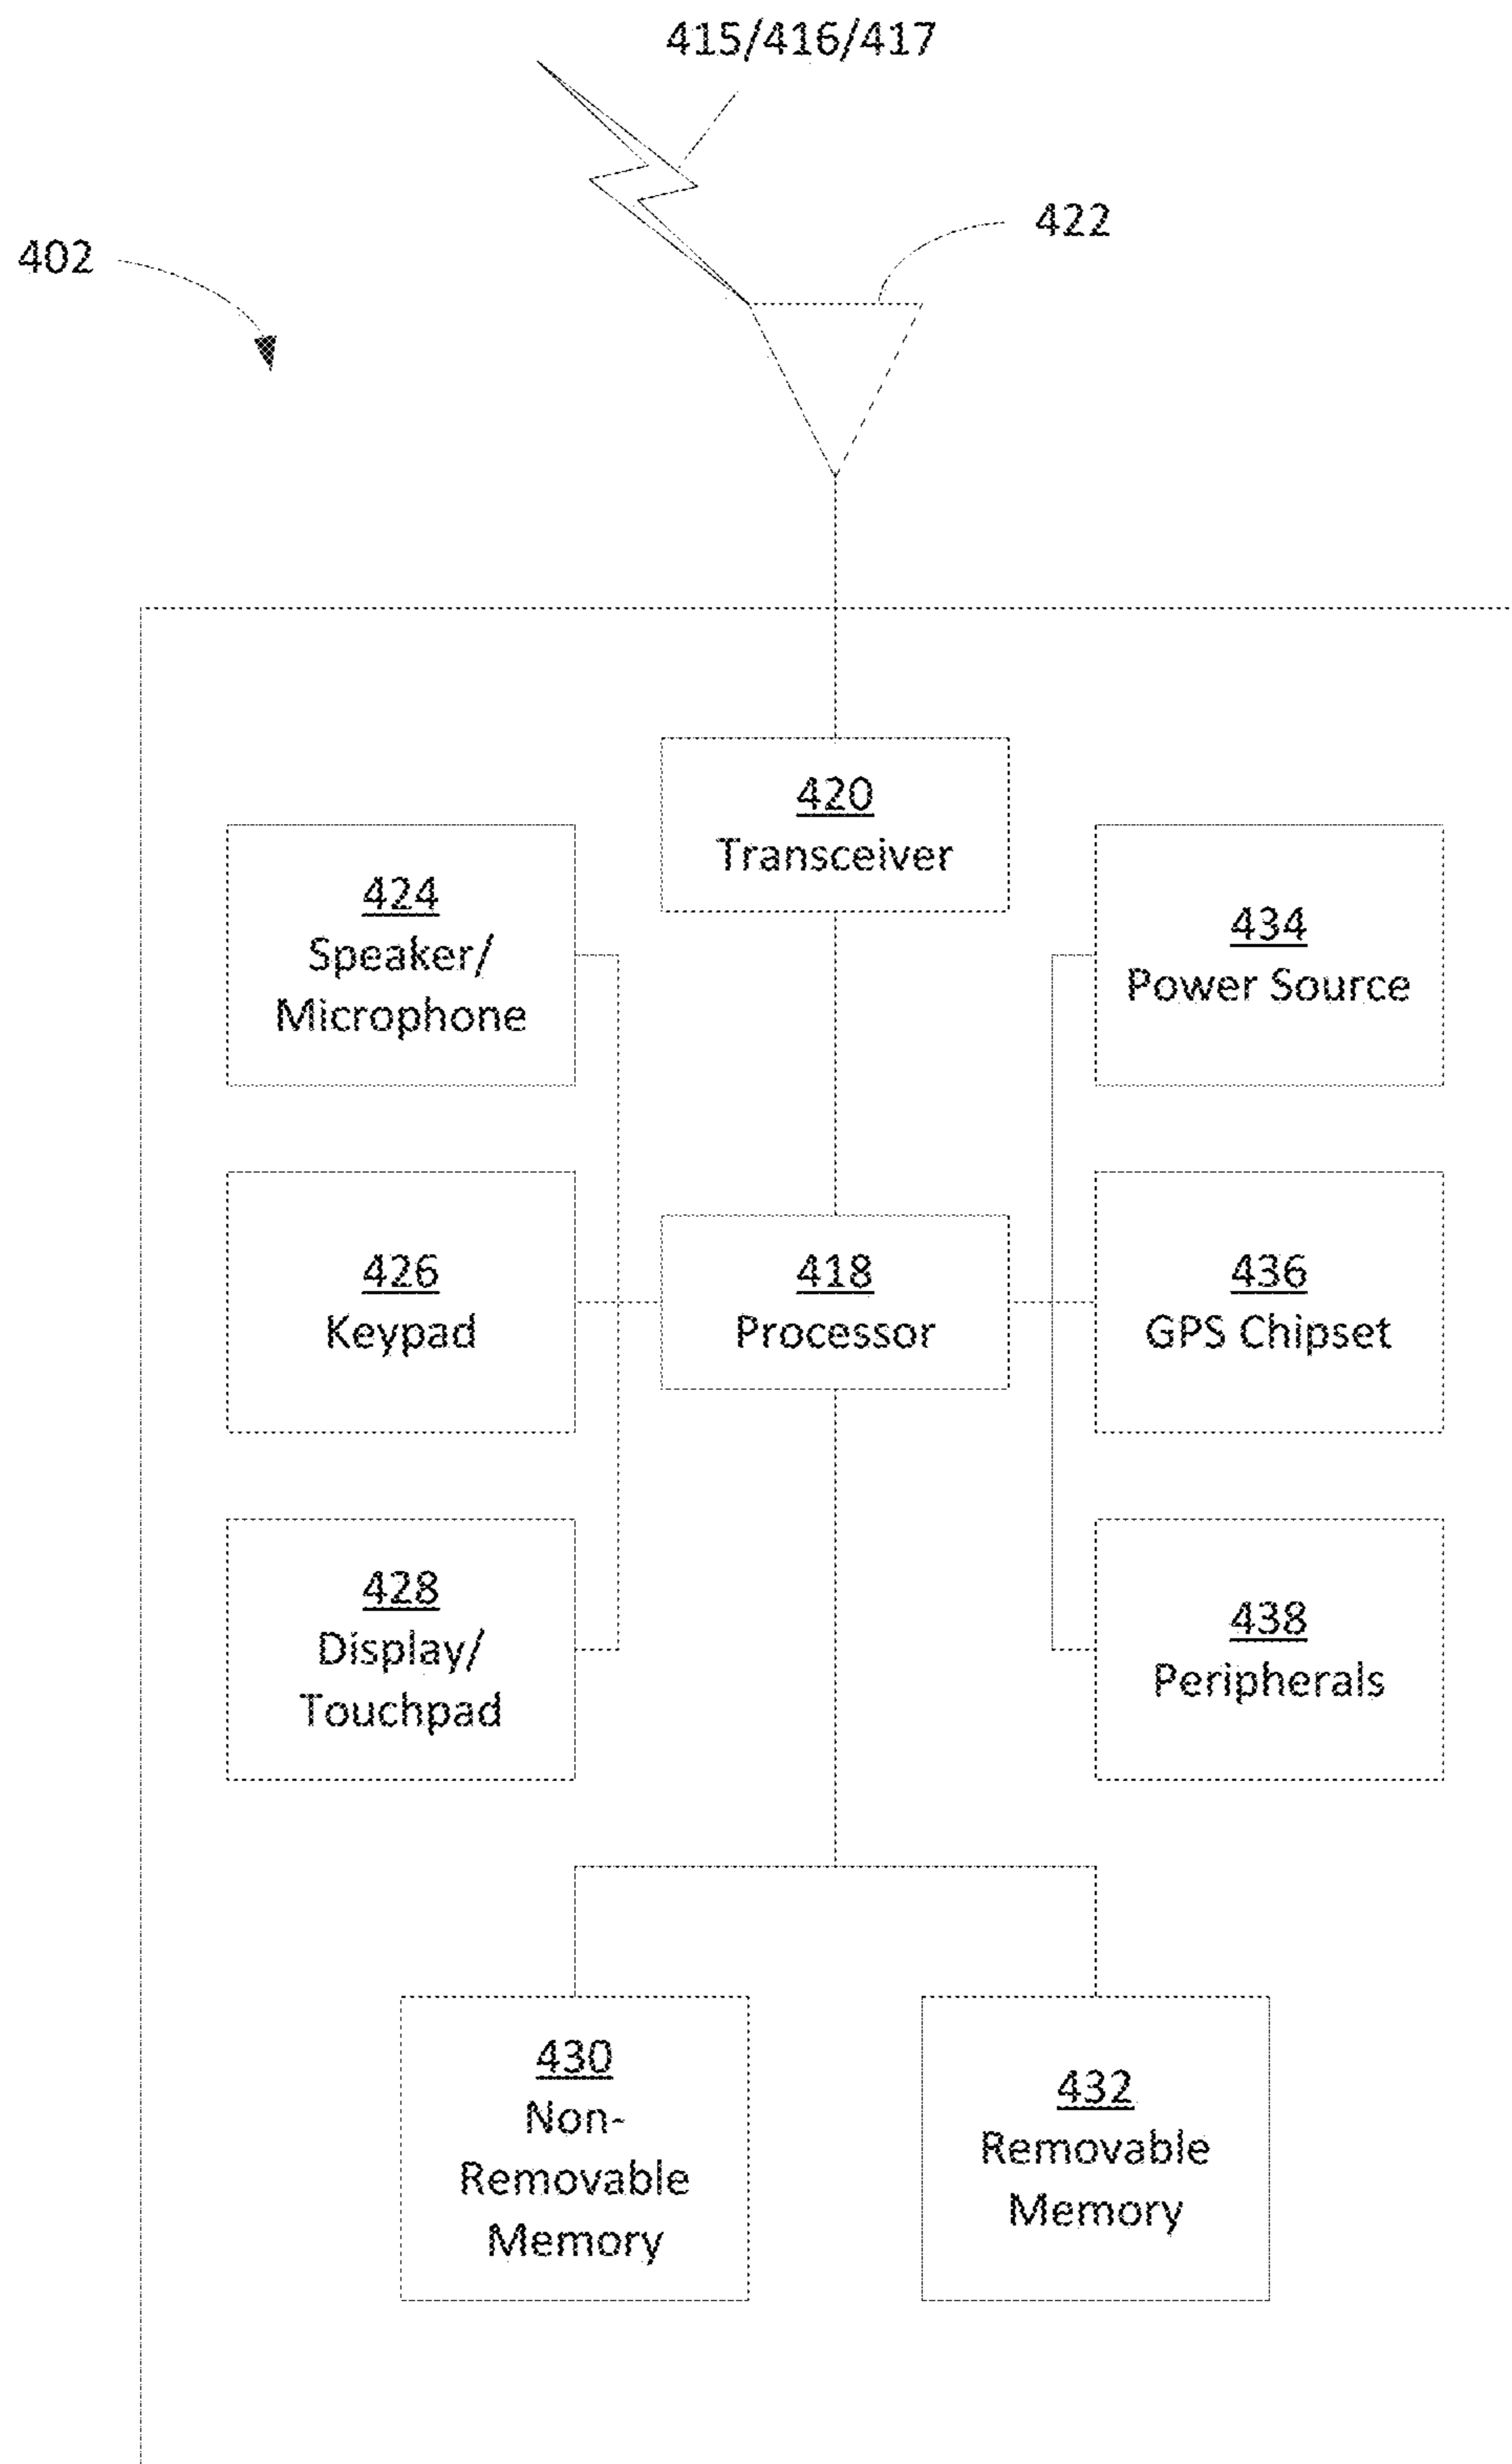 415/416/417
422
402
420
Transceiver
424
Speaker/
Microphone
434
Power Source
426
Keypad
418
Processor
436
GPS Chipset
428
Display/
Touchpad
438
Peripherals
430
Non-
Removable
Memory
432
Removable
Memory